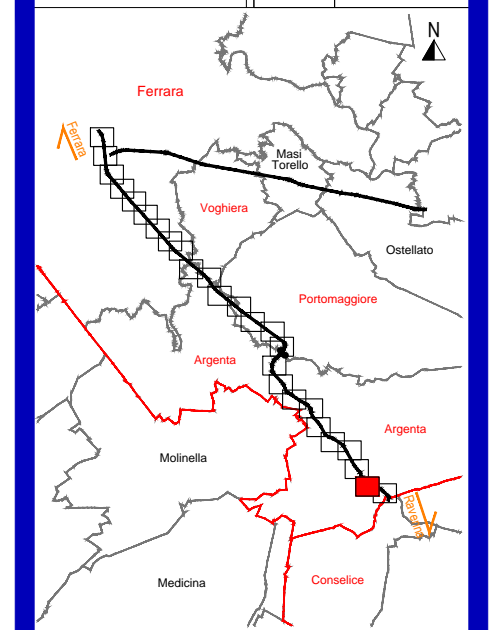 N
Ferrara
Ferrara
Masi
Torello
Voghiera
Ostellato
Portomaggiore
Argenta
Argenta
Molinella
Ravenna
Medicina
Conselice